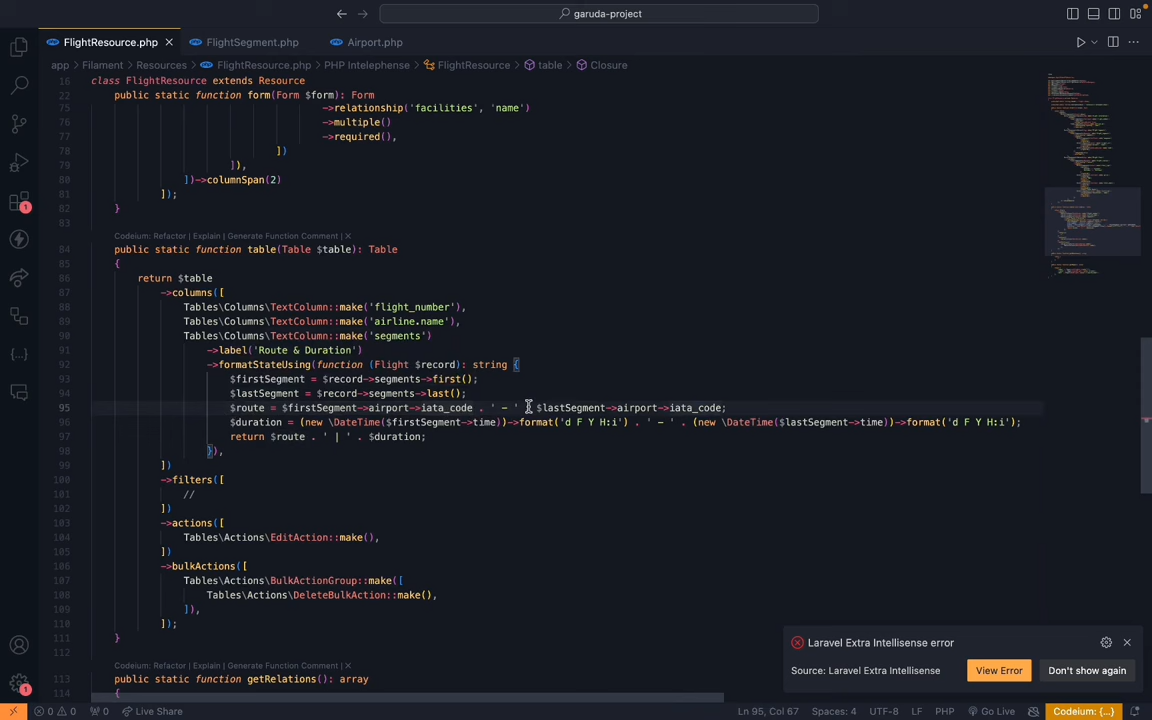 garuda-project
FlightResource.php
FlightSegment.php
Airport.php
app > Filament > Resources > FlightResource.php > PHP Intelephense > FlightResource > table > Closure
16 class FlightResource extends Resource
22 public static function form(Form $form): Form
75 ->relationship('facilities', 'name')
76 ->multiple()
77 ->required(),
78 ])
79 ]),
80 ])->columnSpan(2)
81 ]);
82 }
83
Codeium: Refactor | Explain | Generate Function Comment | X
84 public static function table(Table $table): Table
85 {
86 return $table
87 ->columns([
88 Tables\Columns\TextColumn::make('flight_number'),
89 Tables\Columns\TextColumn::make('airline.name'),
90 Tables\Columns\TextColumn::make('segments')
91 ->label('Route & Duration')
92 ->formatStateUsing(function (Flight $record): string {
93 $firstSegment = $record->segments->first();
94 $lastSegment = $record->segments->last();
95 $route = $firstSegment->airport->iata_code . ' - ' . $lastSegment->airport->iata_code;
96 $duration = (new \DateTime($firstSegment->time))->format('d F Y H:i') . ' - ' . (new \DateTime($lastSegment->time))->format('d F Y H:i');
97 return $route . ' | ' . $duration;
98 }),
99 ])
100 ->filters([
101 //
102 ])
103 ->actions([
104 Tables\Actions\EditAction::make(),
105 ])
106 ->bulkActions([
107 Tables\Actions\BulkActionGroup::make([
108 Tables\Actions\DeleteBulkAction::make(),
109 ]),
110 ]);
111 }
112
Codeium: Refactor | Explain | Generate Function Comment | X
113 public static function getRelations(): array
114 {
1
1
Laravel Extra Intellisense error
Source: Laravel Extra Intellisense
View Error
Don't show again
0 0 0 Live Share
Ln 95, Col 67 Spaces: 4 UTF-8 LF PHP Go Live Codeium: {...}